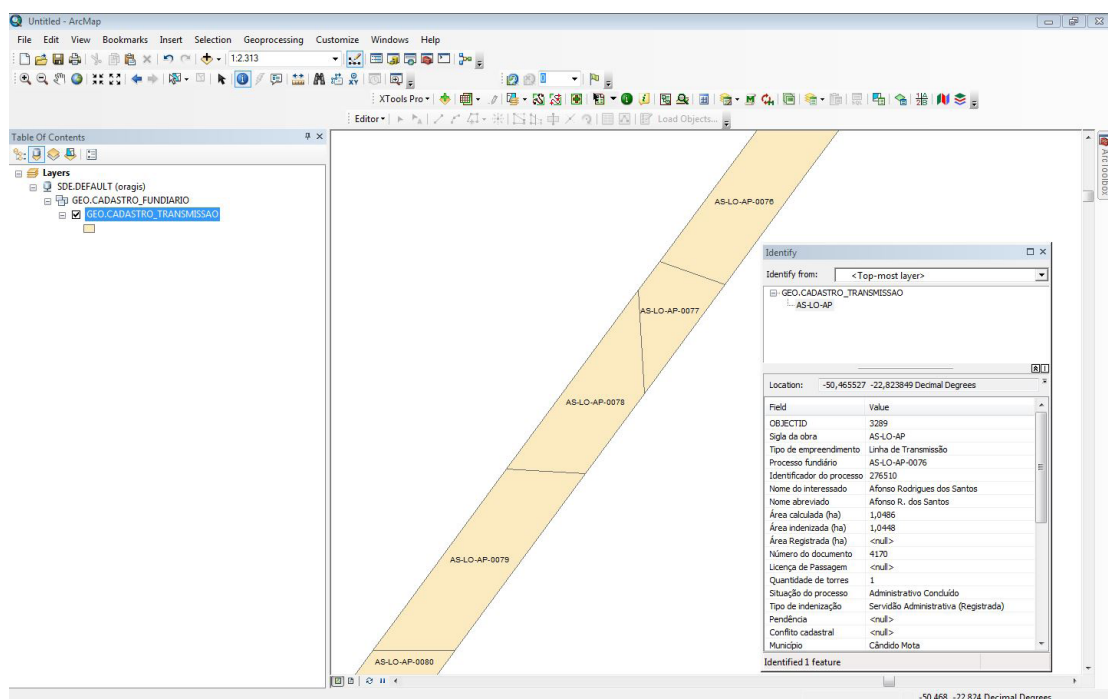 Untitled - ArcMap
File Edit View Bookmarks Insert Selection Geoprocessing Customize Windows Help
1:2.313
XTools Pro
Editor Load Objects...
Table Of Contents
Layers
SDE.DEFAULT (oragis)
GEO.CADASTRO_FUNDIARIO
GEO.CADASTRO_TRANSMISSAO
ArcToolbox
AS-LO-AP-0076
AS-LO-AP-0077
AS-LO-AP-0078
AS-LO-AP-0079
AS-LO-AP-0080
Identify
Identify from: <Top-most layer>
GEO.CADASTRO_TRANSMISSAO
AS-LO-AP
Location: -50,465527 -22,823849 Decimal Degrees
Field Value
OBJECTID 3289
Sigla da obra AS-LO-AP
Tipo de empreendimento Linha de Transmissão
Processo fundiário AS-LO-AP-0076
Identificador do processo 276510
Nome do interessado Afonso Rodrigues dos Santos
Nome abreviado Afonso R. dos Santos
Área calculada (ha) 1,0486
Área indenizada (ha) 1,0448
Área Registrada (ha) <null>
Número do documento 4170
Licença de Passagem <null>
Quantidade de torres 1
Situação do processo Administrativo Concluído
Tipo de indenização Servidão Administrativa (Registrada)
Pendência <null>
Conflito cadastral <null>
Município Cândido Mota
Identified 1 feature
-50,468 -22,824 Decimal Degrees